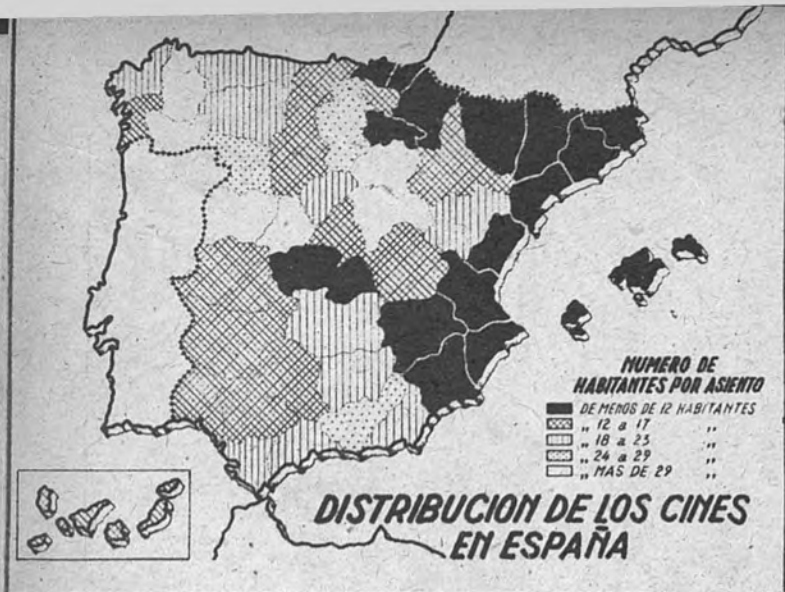 NUMERO DE
HABITANTES POR ASIENTO
DE MENOS DE 12 HABITANTES
„ 12 a 17 „
„ 18 a 23 „
„ 24 a 29 „
„ MAS DE 29 „
DISTRIBUCION DE LOS CINES
EN ESPAÑA